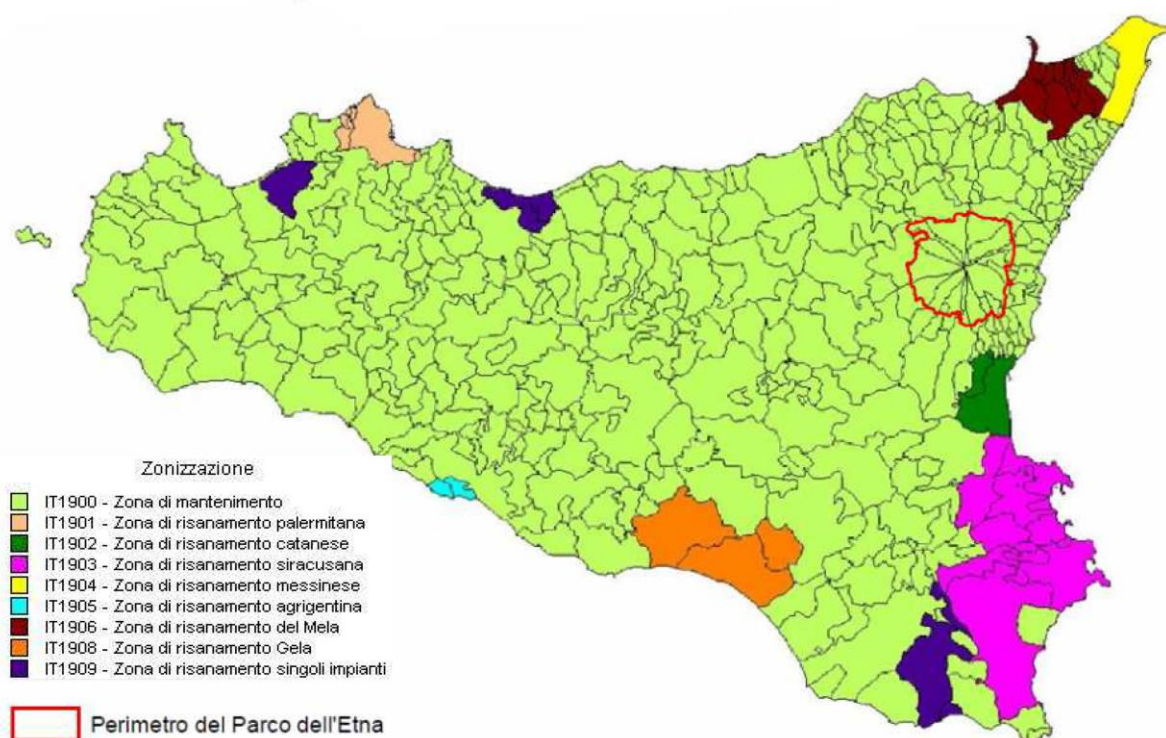 Zonizzazione
IT1900 - Zona di mantenimento
IT1901 - Zona di risanamento palermitana
IT1902 - Zona di risanamento catanese
IT1903 - Zona di risanamento siracusana
IT1904 - Zona di risanamento messinese
IT1905 - Zona di risanamento agrigentina
IT1906 - Zona di risanamento del Mela
IT1908 - Zona di risanamento Gela
IT1909 - Zona di risanamento singoli impianti
Perimetro del Parco dell'Etna